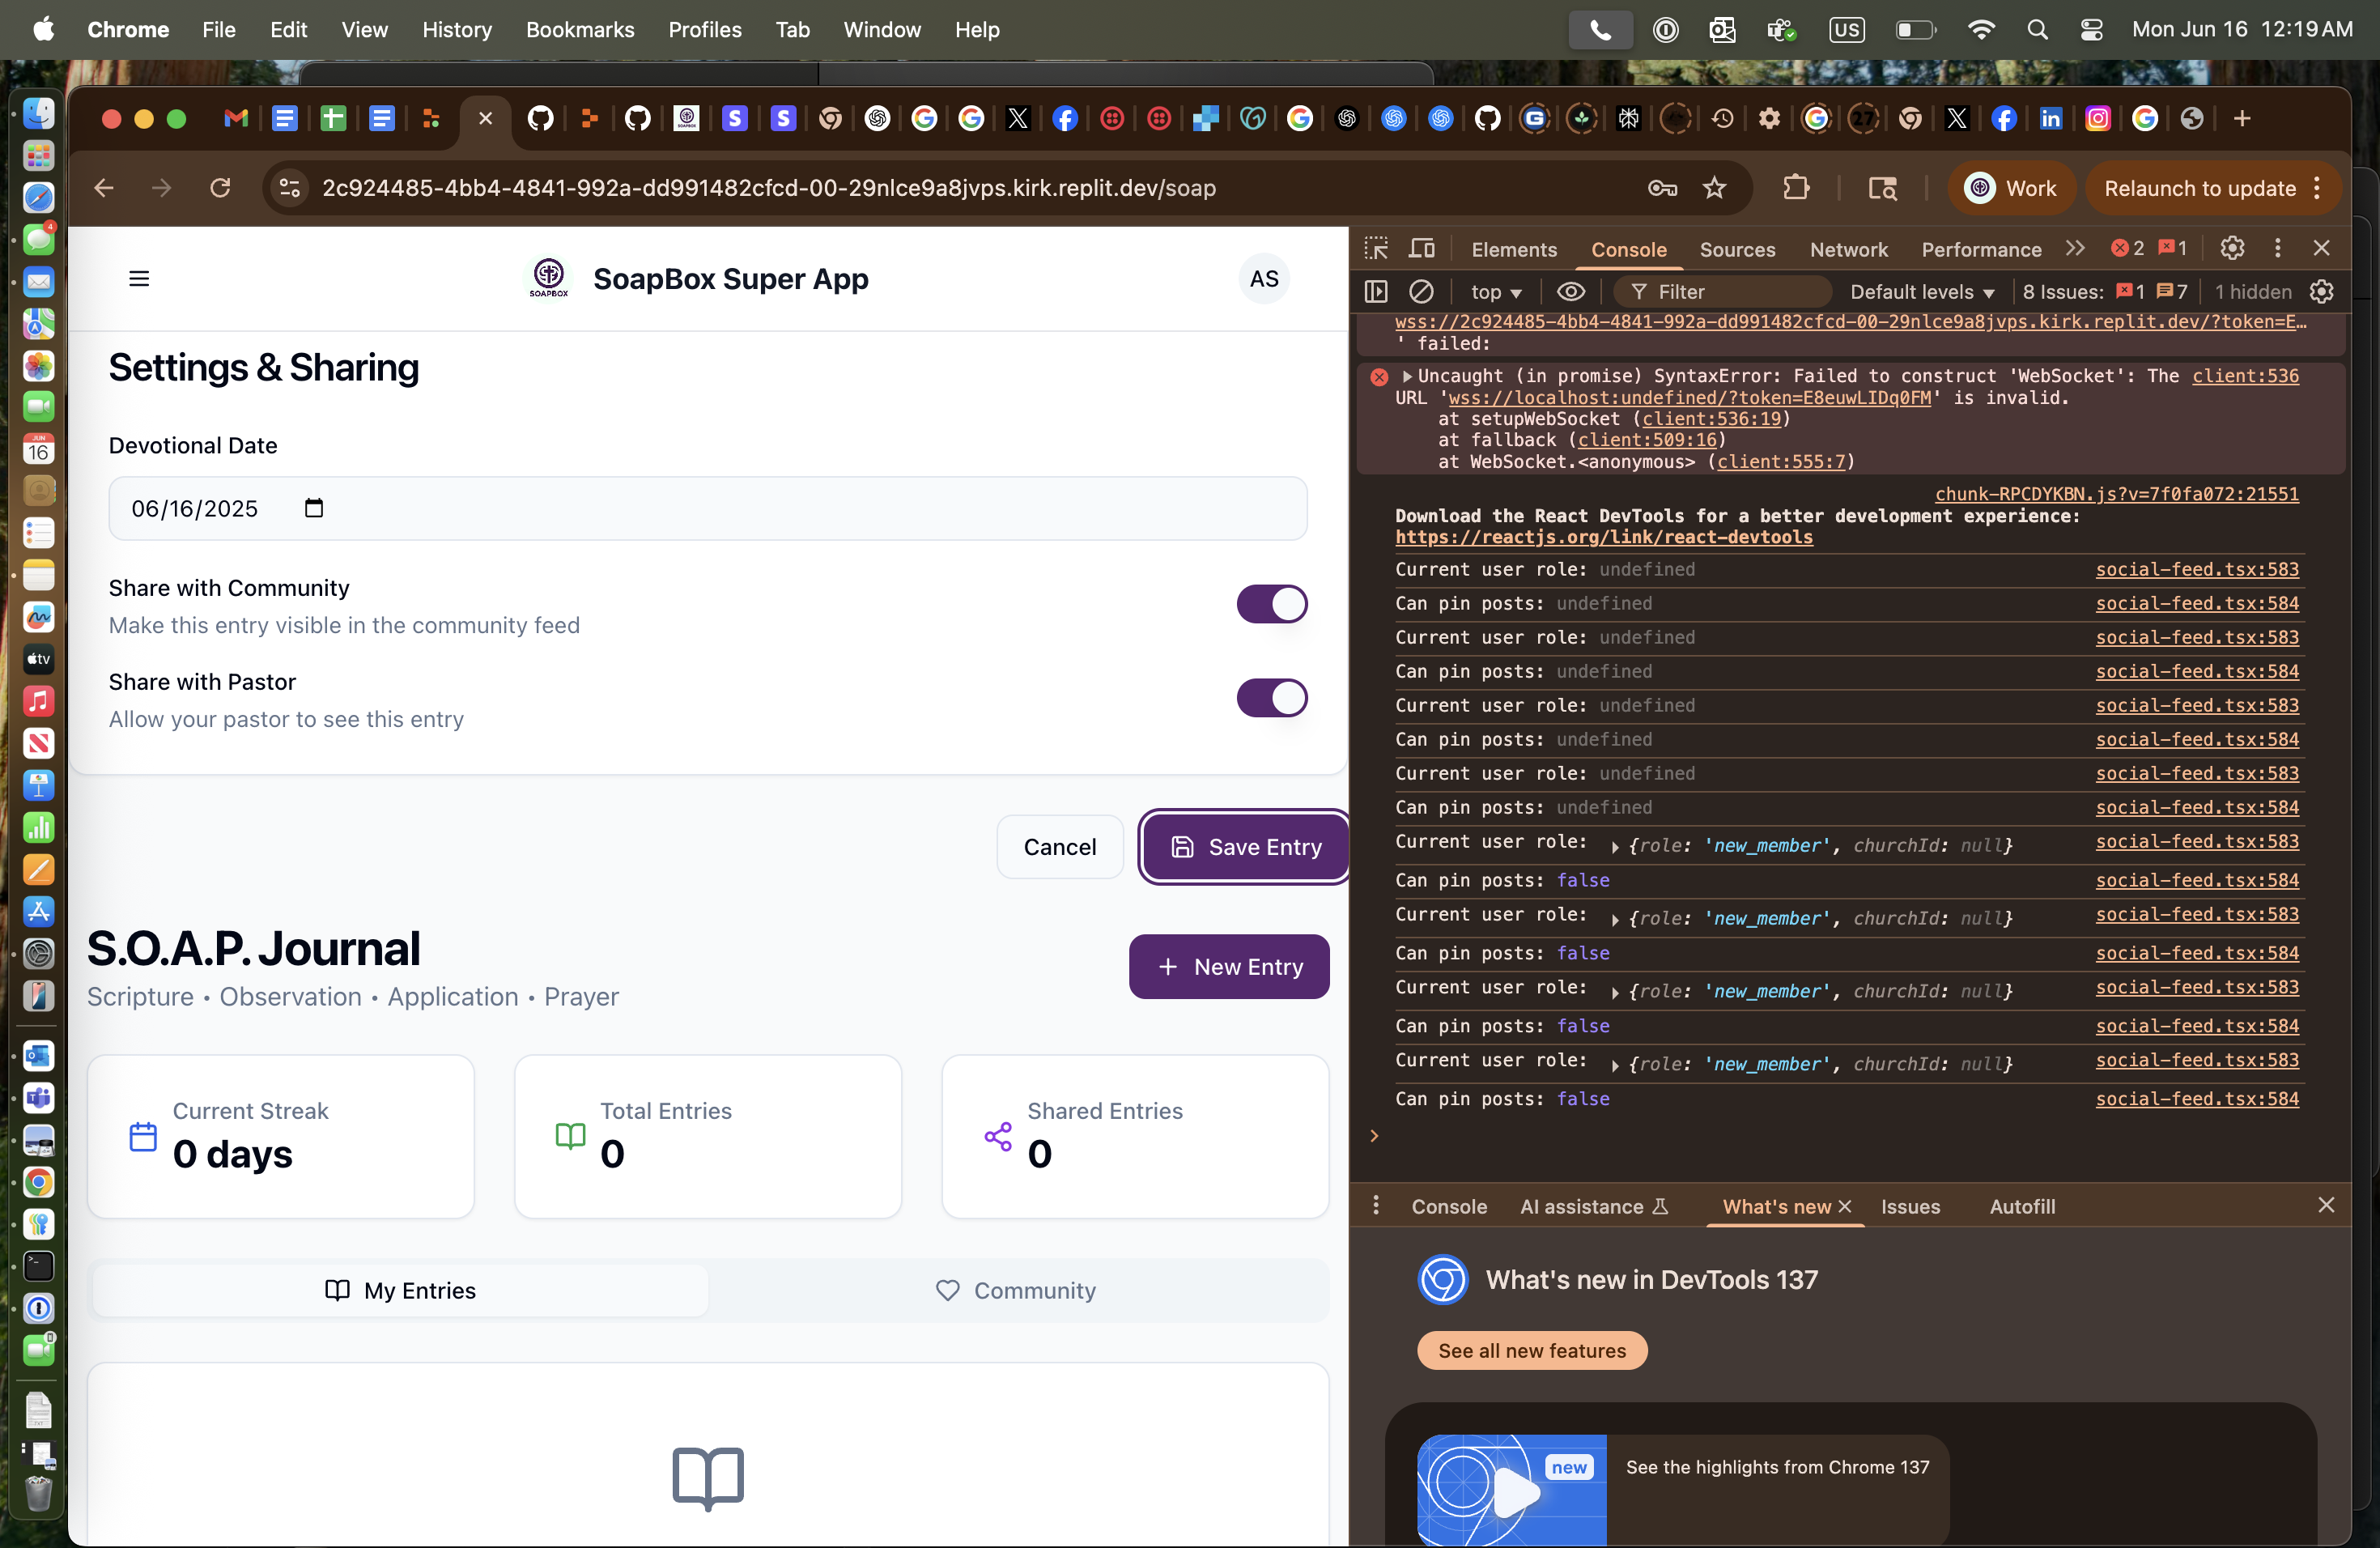 Chrome File Edit View History Bookmarks Profiles Tab Window Help US Mon Jun 16 12:19 AM
2c924485-4bb4-4841-992a-dd991482cfcd-00-29nlce9a8jvps.kirk.replit.dev/soap
Work
Relaunch to update
SOAPBOX
SoapBox Super App
AS
Settings & Sharing
Devotional Date
06/16/2025
Share with Community
Make this entry visible in the community feed
Share with Pastor
Allow your pastor to see this entry
Cancel
Save Entry
S.O.A.P. Journal
Scripture • Observation • Application • Prayer
+ New Entry
Current Streak
0 days
Total Entries
0
Shared Entries
0
My Entries
Community
Elements Console Sources Network Performance 2 1
top Filter Default levels 8 Issues: 1 7 1 hidden
wss://2c924485-4bb4-4841-992a-dd991482cfcd-00-29nlce9a8jvps.kirk.replit.dev/?token=E…
' failed:
Uncaught (in promise) SyntaxError: Failed to construct 'WebSocket': The client:536
URL 'wss://localhost:undefined/?token=E8euwLIDq0FM' is invalid.
at setupWebSocket (client:536:19)
at fallback (client:509:16)
at WebSocket.<anonymous> (client:555:7)
chunk-RPCDYKBN.js?v=7f0fa072:21551
Download the React DevTools for a better development experience:
https://reactjs.org/link/react-devtools
Current user role: undefined social-feed.tsx:583
Can pin posts: undefined social-feed.tsx:584
Current user role: undefined social-feed.tsx:583
Can pin posts: undefined social-feed.tsx:584
Current user role: undefined social-feed.tsx:583
Can pin posts: undefined social-feed.tsx:584
Current user role: undefined social-feed.tsx:583
Can pin posts: undefined social-feed.tsx:584
Current user role: {role: 'new_member', churchId: null} social-feed.tsx:583
Can pin posts: false social-feed.tsx:584
Current user role: {role: 'new_member', churchId: null} social-feed.tsx:583
Can pin posts: false social-feed.tsx:584
Current user role: {role: 'new_member', churchId: null} social-feed.tsx:583
Can pin posts: false social-feed.tsx:584
Current user role: {role: 'new_member', churchId: null} social-feed.tsx:583
Can pin posts: false social-feed.tsx:584
Console AI assistance What's new Issues Autofill
What's new in DevTools 137
See all new features
new
See the highlights from Chrome 137
4
JUN
16
tv